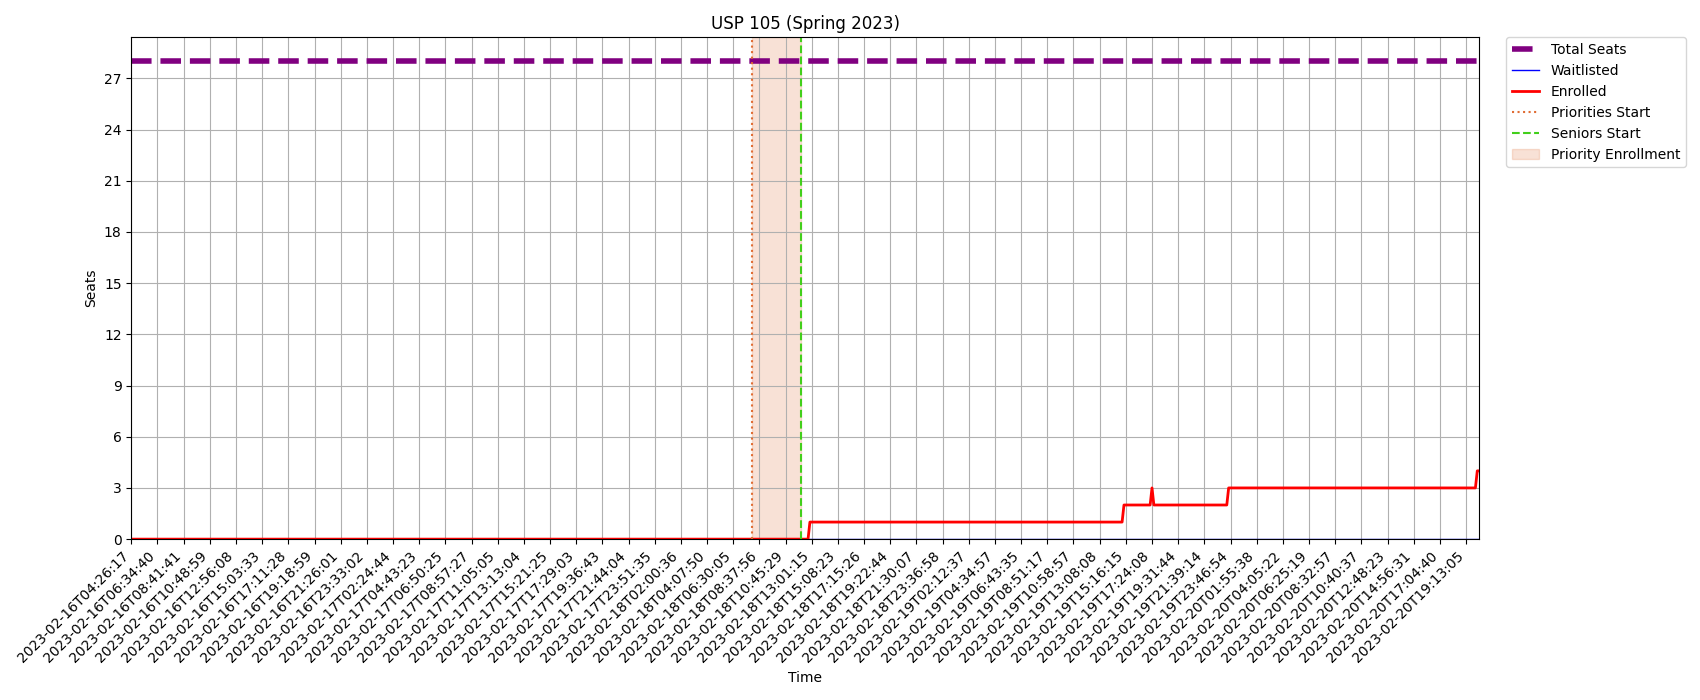 USP 105 (Spring 2023)
Total Seats
Waitlisted
Enrolled
Priorities Start
Seniors Start
Priority Enrollment
Seats
27
24
21
18
15
12
9
6
3
0
2023-02-16T04:26:17
2023-02-16T06:34:40
2023-02-16T08:41:41
2023-02-16T10:48:59
2023-02-16T12:56:08
2023-02-16T15:03:33
2023-02-16T17:11:28
2023-02-16T19:18:59
2023-02-16T21:26:01
2023-02-16T23:33:02
2023-02-17T02:24:44
2023-02-17T04:43:23
2023-02-17T06:50:25
2023-02-17T08:57:27
2023-02-17T11:05:05
2023-02-17T13:13:04
2023-02-17T15:21:25
2023-02-17T17:29:03
2023-02-17T19:36:43
2023-02-17T21:44:04
2023-02-17T23:51:35
2023-02-18T02:00:36
2023-02-18T04:07:50
2023-02-18T06:30:05
2023-02-18T08:37:56
2023-02-18T10:45:29
2023-02-18T13:01:15
2023-02-18T15:08:23
2023-02-18T17:15:26
2023-02-18T19:22:44
2023-02-18T21:30:07
2023-02-18T23:36:58
2023-02-19T02:12:37
2023-02-19T04:34:57
2023-02-19T06:43:35
2023-02-19T08:51:17
2023-02-19T10:58:57
2023-02-19T13:08:08
2023-02-19T15:16:15
2023-02-19T17:24:08
2023-02-19T19:31:44
2023-02-19T21:39:14
2023-02-19T23:46:54
2023-02-20T01:55:38
2023-02-20T04:05:22
2023-02-20T06:25:19
2023-02-20T08:32:57
2023-02-20T10:40:37
2023-02-20T12:48:23
2023-02-20T14:56:31
2023-02-20T17:04:40
2023-02-20T19:13:05
Time